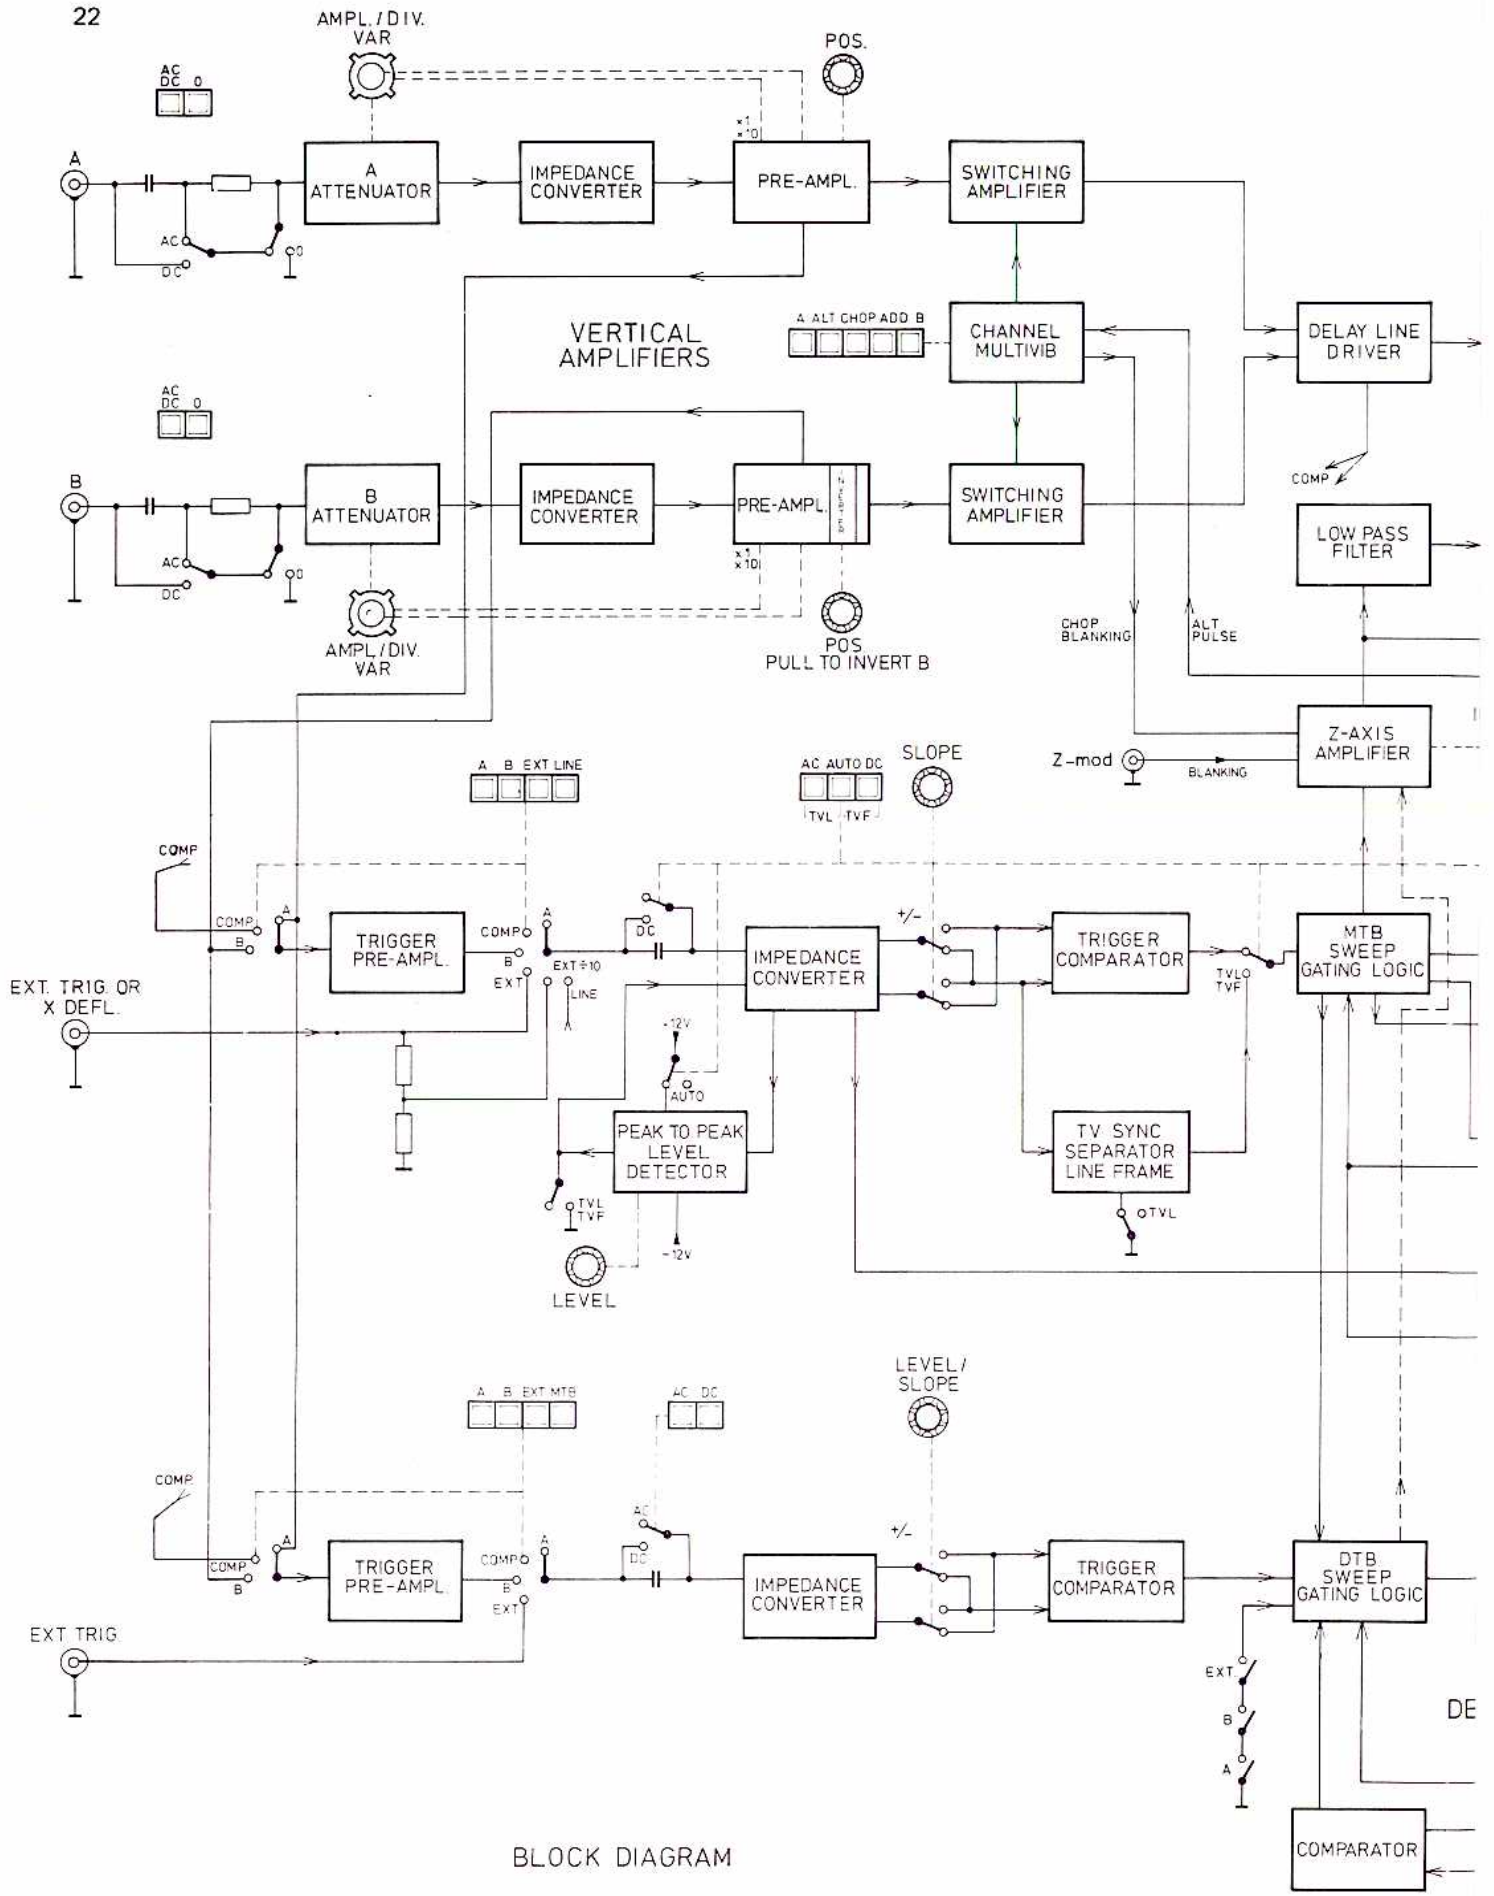 22
AMPL./DIV.
VAR
POS.
AC
DC 0
×1
×10
A
A
ATTENUATOR
IMPEDANCE
CONVERTER
PRE-AMPL.
SWITCHING
AMPLIFIER
AC
DC
0
VERTICAL
AMPLIFIERS
A ALT CHOP ADD B
CHANNEL
MULTIVIB
DELAY LINE
DRIVER
AC
DC 0
COMP
B
B
ATTENUATOR
IMPEDANCE
CONVERTER
PRE-AMPL.
SWITCHING
AMPLIFIER
LOW PASS
FILTER
×1
×10
AC
DC
0
AMPL/DIV.
VAR
POS
PULL TO INVERT B
CHOP
BLANKING
ALT
PULSE
Z-AXIS
AMPLIFIER
Z-mod
BLANKING
A B EXT LINE
AC AUTO DC
TVL TVF
SLOPE
COMP
COMP
B
A
TRIGGER
PRE-AMPL.
COMP
B
EXT
A
EXT÷10
LINE
DC
IMPEDANCE
CONVERTER
+/-
TRIGGER
COMPARATOR
TVL
TVF
MTB
SWEEP
GATING LOGIC
EXT. TRIG. OR
X DEFL.
-12V
AUTO
PEAK TO PEAK
LEVEL
DETECTOR
TV SYNC
SEPARATOR
LINE FRAME
TVL
TVF
TVL
-12V
LEVEL
LEVEL/
SLOPE
A B EXT MTB
AC DC
COMP.
COMP
B
A
TRIGGER
PRE-AMPL.
COMP
B
EXT
A
AC
DC
IMPEDANCE
CONVERTER
+/-
TRIGGER
COMPARATOR
DTB
SWEEP
GATING LOGIC
EXT TRIG
EXT.
B
A
DE
COMPARATOR
BLOCK DIAGRAM